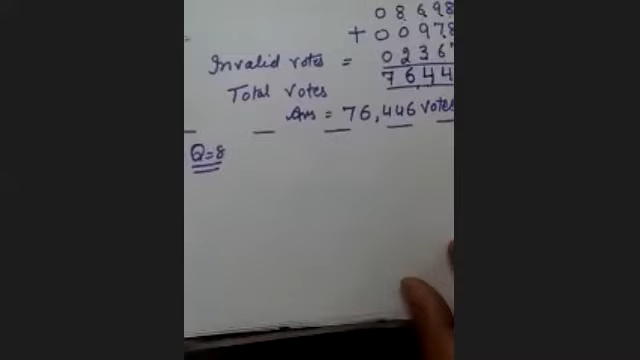 0 8 6 9 8
+ 0 0 9 7 8
Invalid votes = 0 2 3 6 7
Total votes 7 6 4 4
Ans = 76,446 votes
Q=8